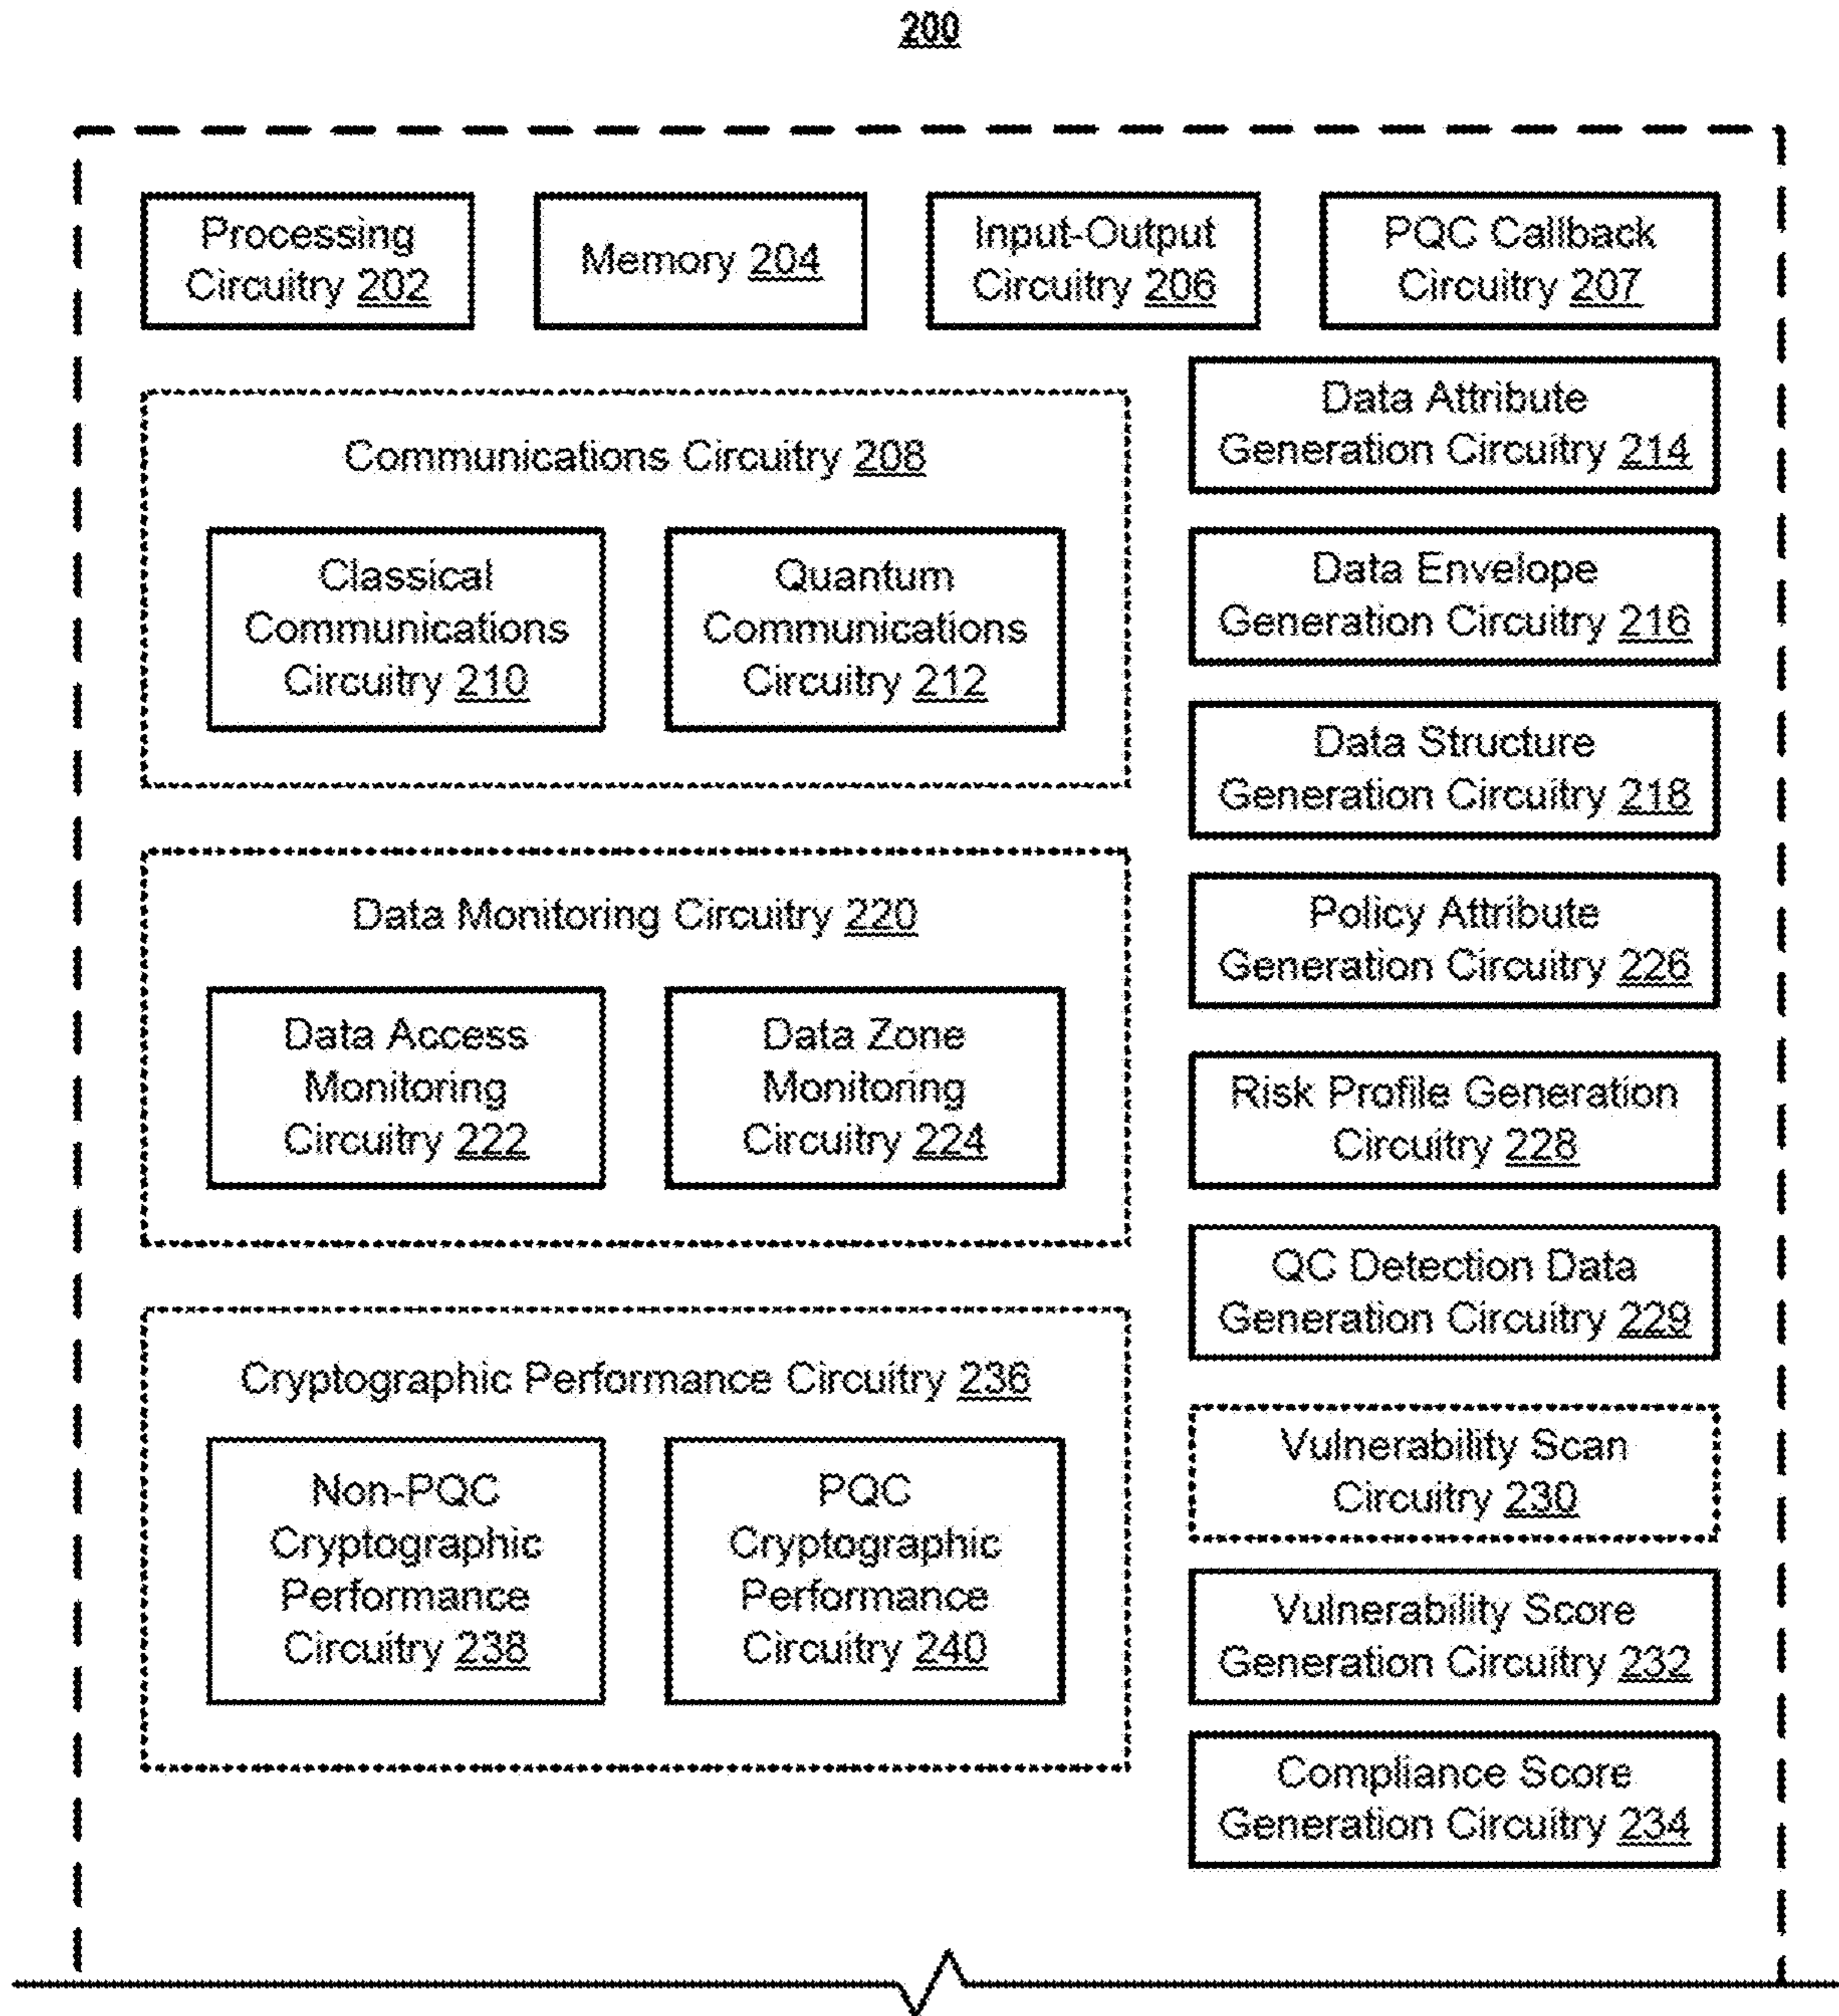 200
Processing
Circuitry 202
Memory 204
Input-Output
Circuitry 206
PQC Callback
Circuitry 207
Communications Circuitry 208
Classical
Communications
Circuitry 210
Quantum
Communications
Circuitry 212
Data Monitoring Circuitry 220
Data Access
Monitoring
Circuitry 222
Data Zone
Monitoring
Circuitry 224
Cryptographic Performance Circuitry 236
Non-PQC
Cryptographic
Performance
Circuitry 238
PQC
Cryptographic
Performance
Circuitry 240
Data Attribute
Generation Circuitry 214
Data Envelope
Generation Circuitry 216
Data Structure
Generation Circuitry 218
Policy Attribute
Generation Circuitry 226
Risk Profile Generation
Circuitry 228
QC Detection Data
Generation Circuitry 229
Vulnerability Scan
Circuitry 230
Vulnerability Score
Generation Circuitry 232
Compliance Score
Generation Circuitry 234